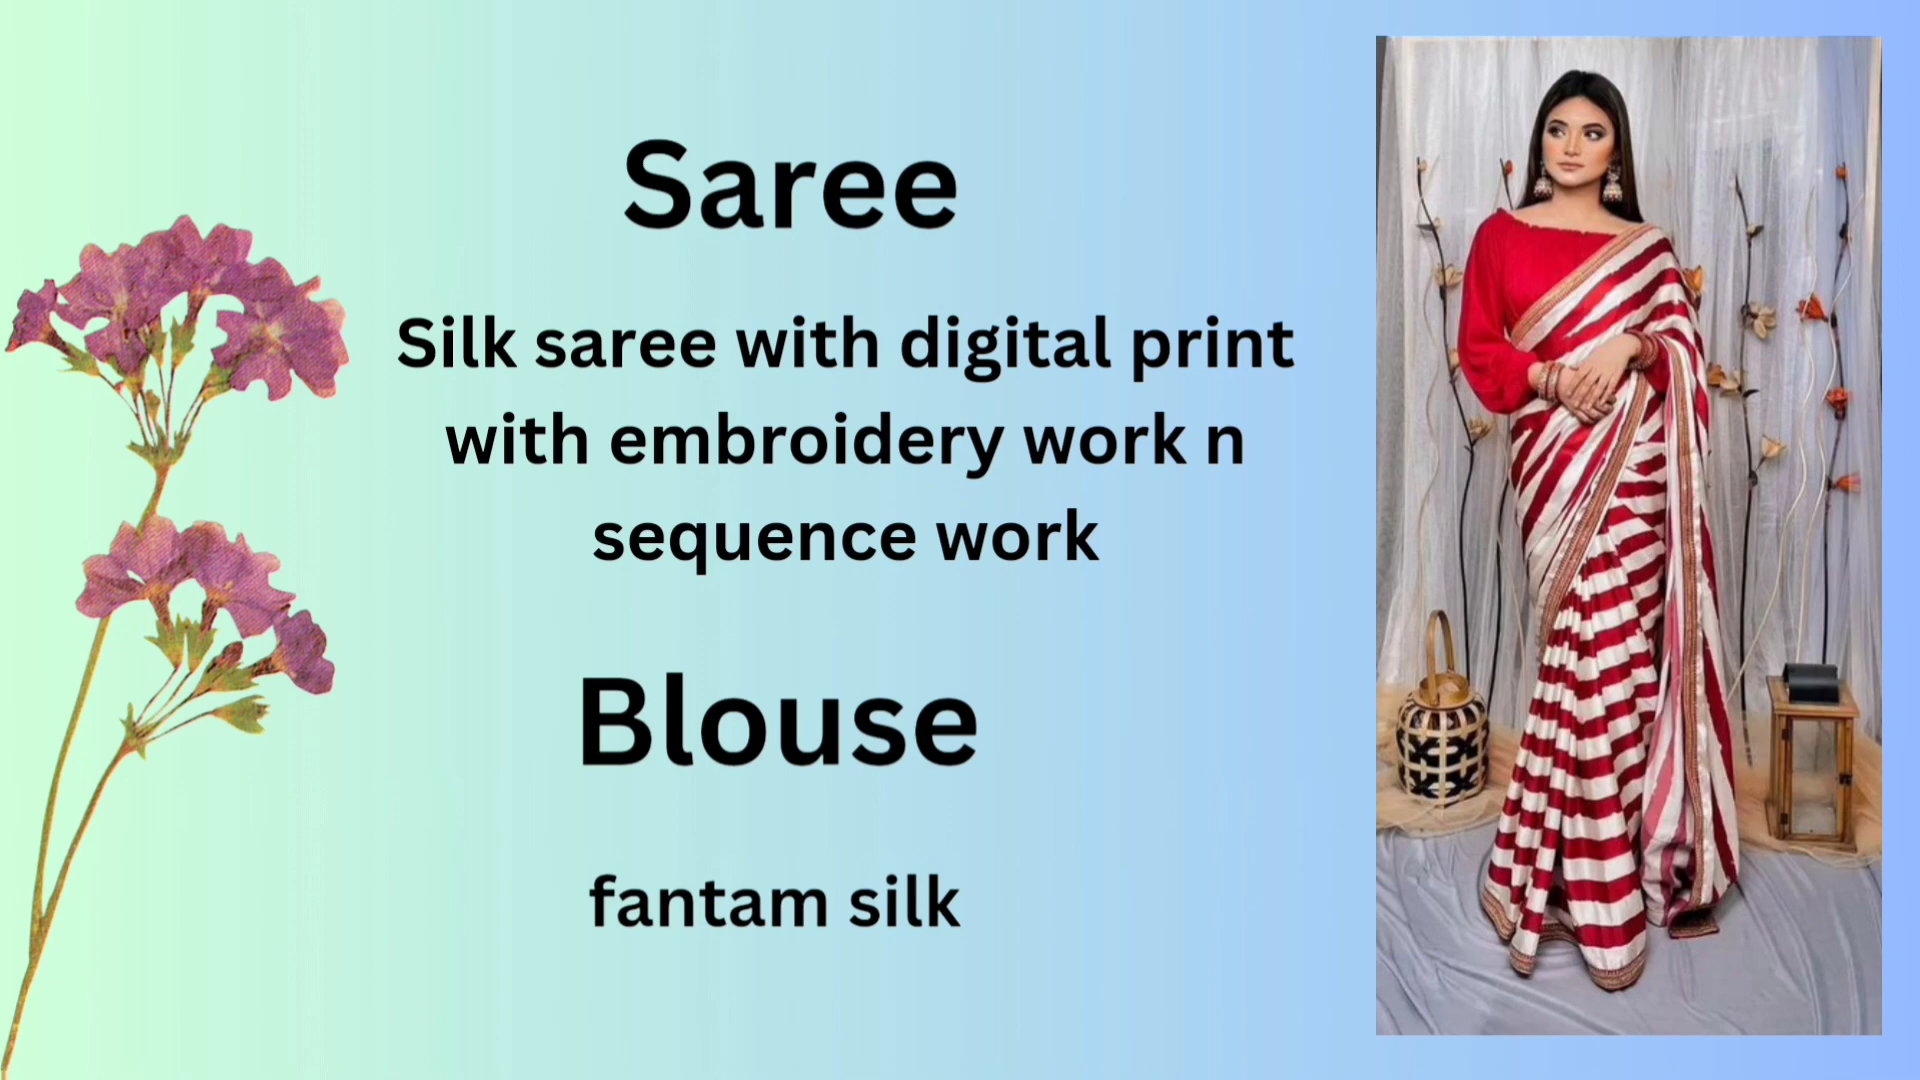 Saree
Silk saree with digital print
with embroidery work n
sequence work
Blouse
fantam silk